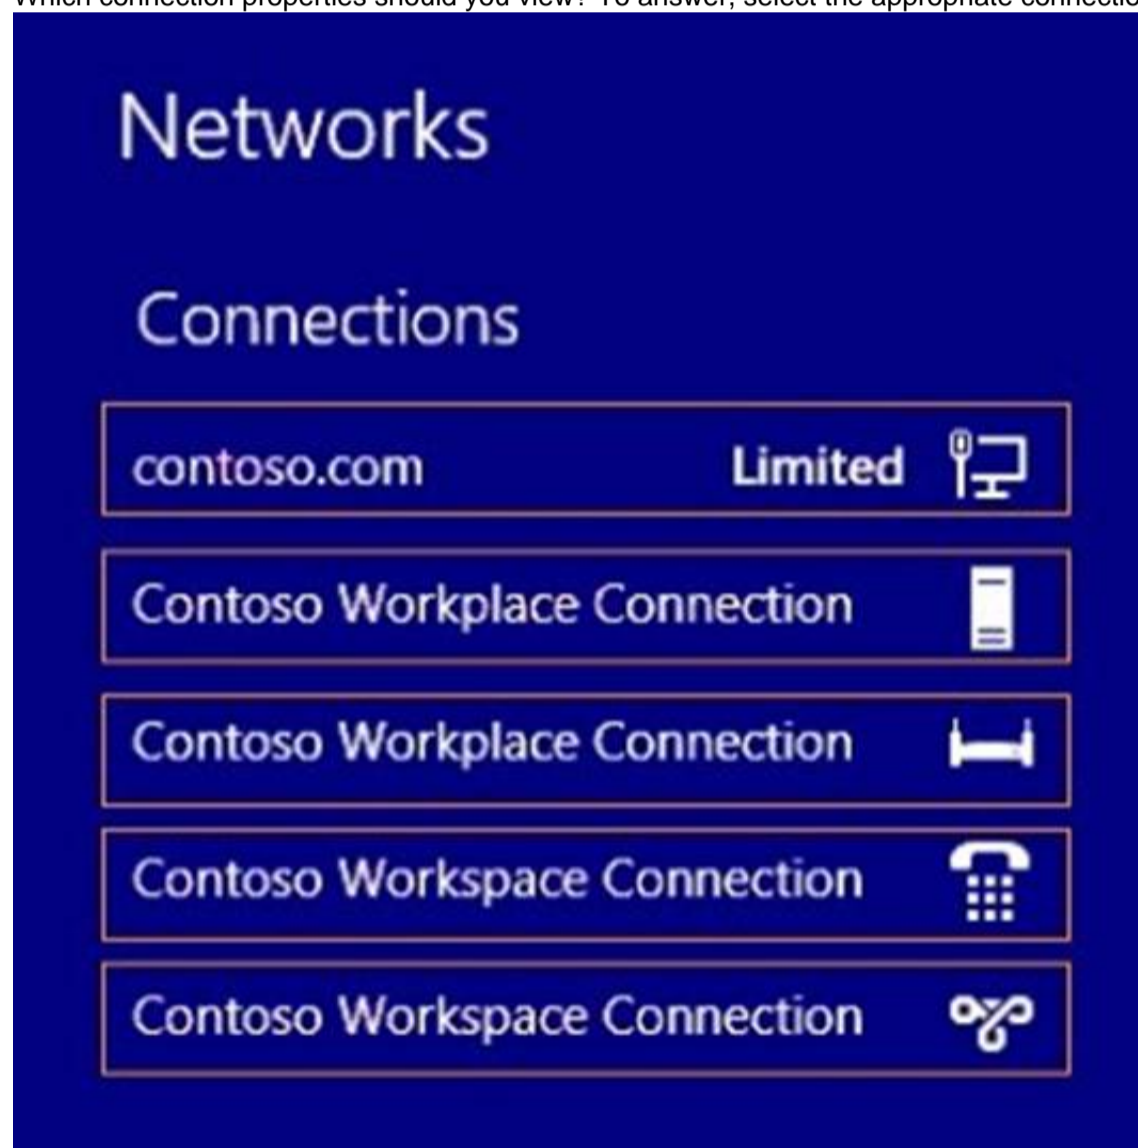 Which connection properties should you view? To answer, select the appropriate connectio
Networks
Connections
contoso.com Limited
Contoso Workplace Connection
Contoso Workplace Connection
Contoso Workspace Connection
Contoso Workspace Connection